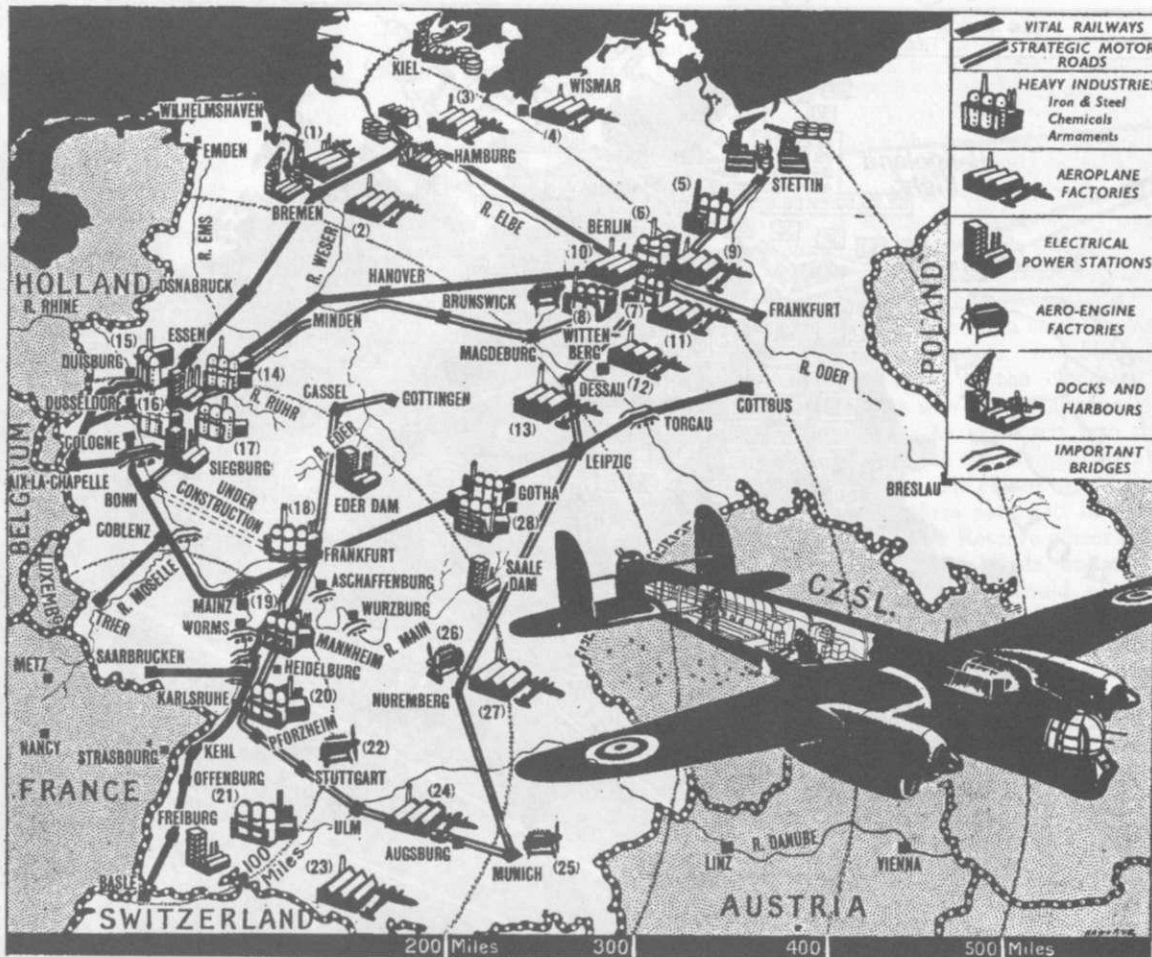 VITAL RAILWAYS
STRATEGIC MOTOR
ROADS
HEAVY INDUSTRIES
Iron & Steel
Chemicals
Armaments
AEROPLANE
FACTORIES
ELECTRICAL
POWER STATIONS
AERO-ENGINE
FACTORIES
DOCKS AND
HARBOURS
IMPORTANT
BRIDGES
KIEL
WISMAR
(3)
(4)
WILHELMSHAVEN
(1)
EMDEN
HAMBURG
STETTIN
(5)
BREMEN
(2)
R. ELBE
BERLIN
(6)
R. EMS
R. WESER
(10)
(9)
HOLLAND
R. RHINE
OSNABRUCK
HANOVER
BRUNSWICK
(8)
(7)
FRANKFURT
POLAND
MINDEN
MAGDEBURG
WITTEN
BERG
(11)
ESSEN
(15)
DUISBURG
(14)
CASSEL
GOTTINGEN
DESSAU
(12)
R. ODER
DUSSELDORF
(16)
R. RUHR
(13)
COTTBUS
TORGAU
COLOGNE
(17)
R. EDER
LEIPZIG
AIX-LA-CHAPELLE
SIEGBURG
BELGIUM
BONN
UNDER
CONSTRUCTION
EDER DAM
GOTHA
(28)
BRESLAU
COBLENZ
(18)
FRANKFURT
LUXEMBG
R. MOSELLE
TRIER
ASCHAFFENBURG
SAALE
DAM
CZSL.
MAINZ
(19)
WURZBURG
WORMS
MANNHEIM
R. MAIN
(26)
METZ
SAARBRUCKEN
HEIDELBURG
KARLSRUHE
(20)
NUREMBERG
(27)
NANCY
STRASBOURG
KEHL
PFORZHEIM
(22)
FRANCE
OFFENBURG
STUTTGART
(21)
(24)
FREIBURG
ULM
AUGSBURG
MUNICH
(25)
LINZ
R. DANUBE
VIENNA
BASLE
100
Miles
(23)
SWITZERLAND
AUSTRIA
200 Miles
300
400
500 Miles